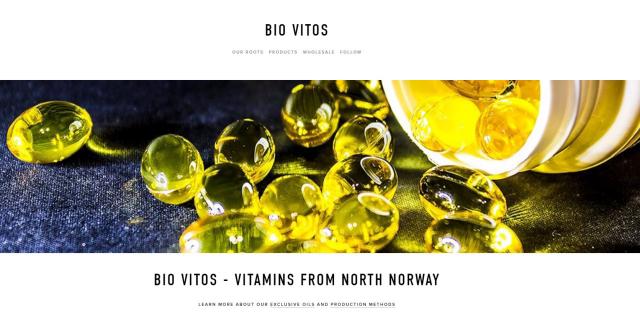 BIO VITOS
OUR ROOTS PRODUCTS WHOLESALE FOLLOW
BIO VITOS - VITAMINS FROM NORTH NORWAY
LEARN MORE ABOUT OUR EXCLUSIVE OILS AND PRODUCTION METHODS